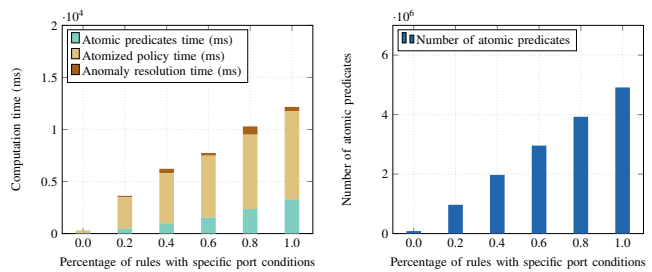 ·10⁴
2
1.5
1
0.5
0
Computation time (ms)
Atomic predicates time (ms)
Atomized policy time (ms)
Anomaly resolution time (ms)
0.0 0.2 0.4 0.6 0.8 1.0
Percentage of rules with specific port conditions
·10⁶
6
4
2
0
Number of atomic predicates
Number of atomic predicates
0.0 0.2 0.4 0.6 0.8 1.0
Percentage of rules with specific port conditions